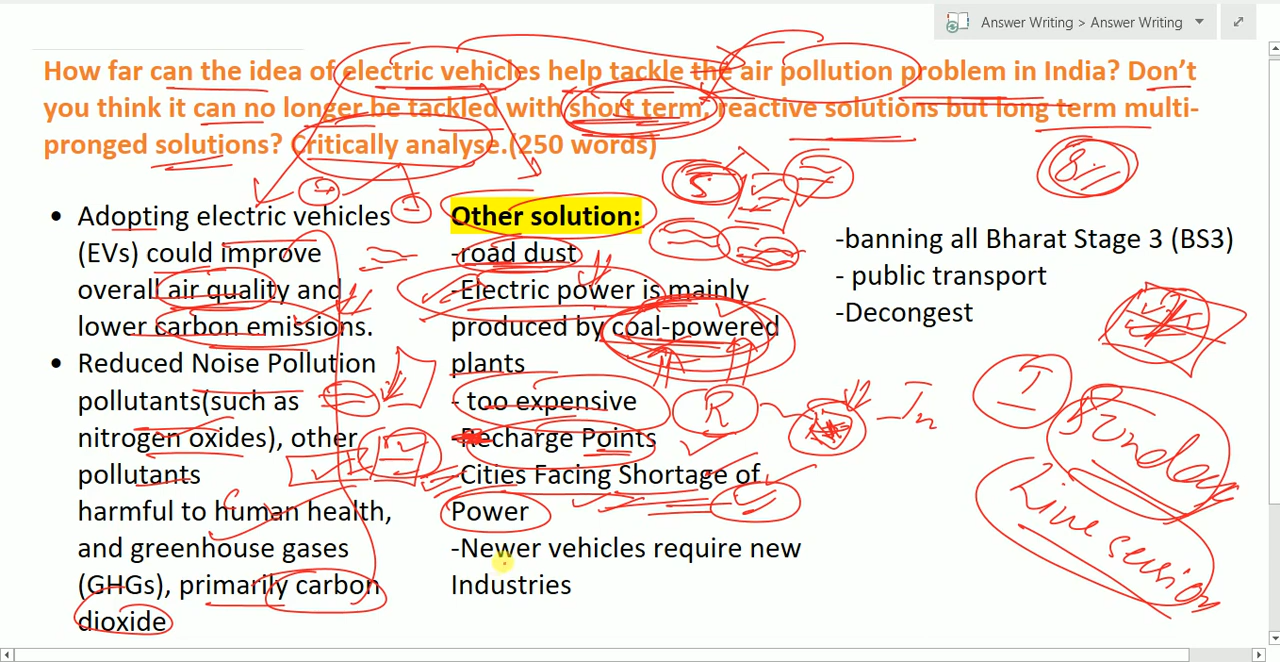 Answer Writing > Answer Writing
How far can the idea of electric vehicles help tackle the air pollution problem in India? Don't
you think it can no longer be tackled with short term, reactive solutions but long term multi-
pronged solutions? Critically analyse.(250 words)
• Adopting electric vehicles
(EVs) could improve
overall air quality and
lower carbon emissions.
• Reduced Noise Pollution
pollutants(such as
nitrogen oxides), other
pollutants
harmful to human health,
and greenhouse gases
(GHGs), primarily carbon
dioxide
Other solution:
-road dust
-Electric power is mainly
produced by coal-powered
plants
- too expensive
-Recharge Points
-Cities Facing Shortage of
Power
-Newer vehicles require new
Industries
-banning all Bharat Stage 3 (BS3)
- public transport
-Decongest
S
R
Sunday
Live session